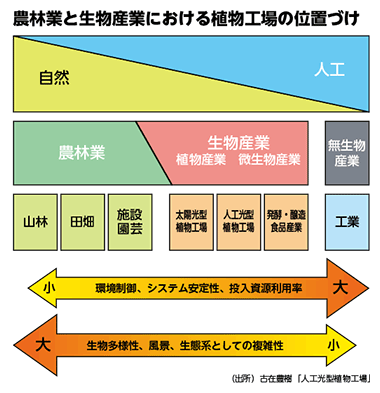 農林業と生物産業における植物工場の位置づけ
自然
人工
農林業
生物産業
植物産業 微生物産業
無生物
産業
山林
田畑
施設
園芸
太陽光型
植物工場
人工光型
植物工場
発酵・醸造
食品産業
工業
小
環境制御、システム安定性、投入資源利用率
大
大
生物多様性、風景、生態系としての複雑性
小
（出所）古在豊樹「人工光型植物工場」